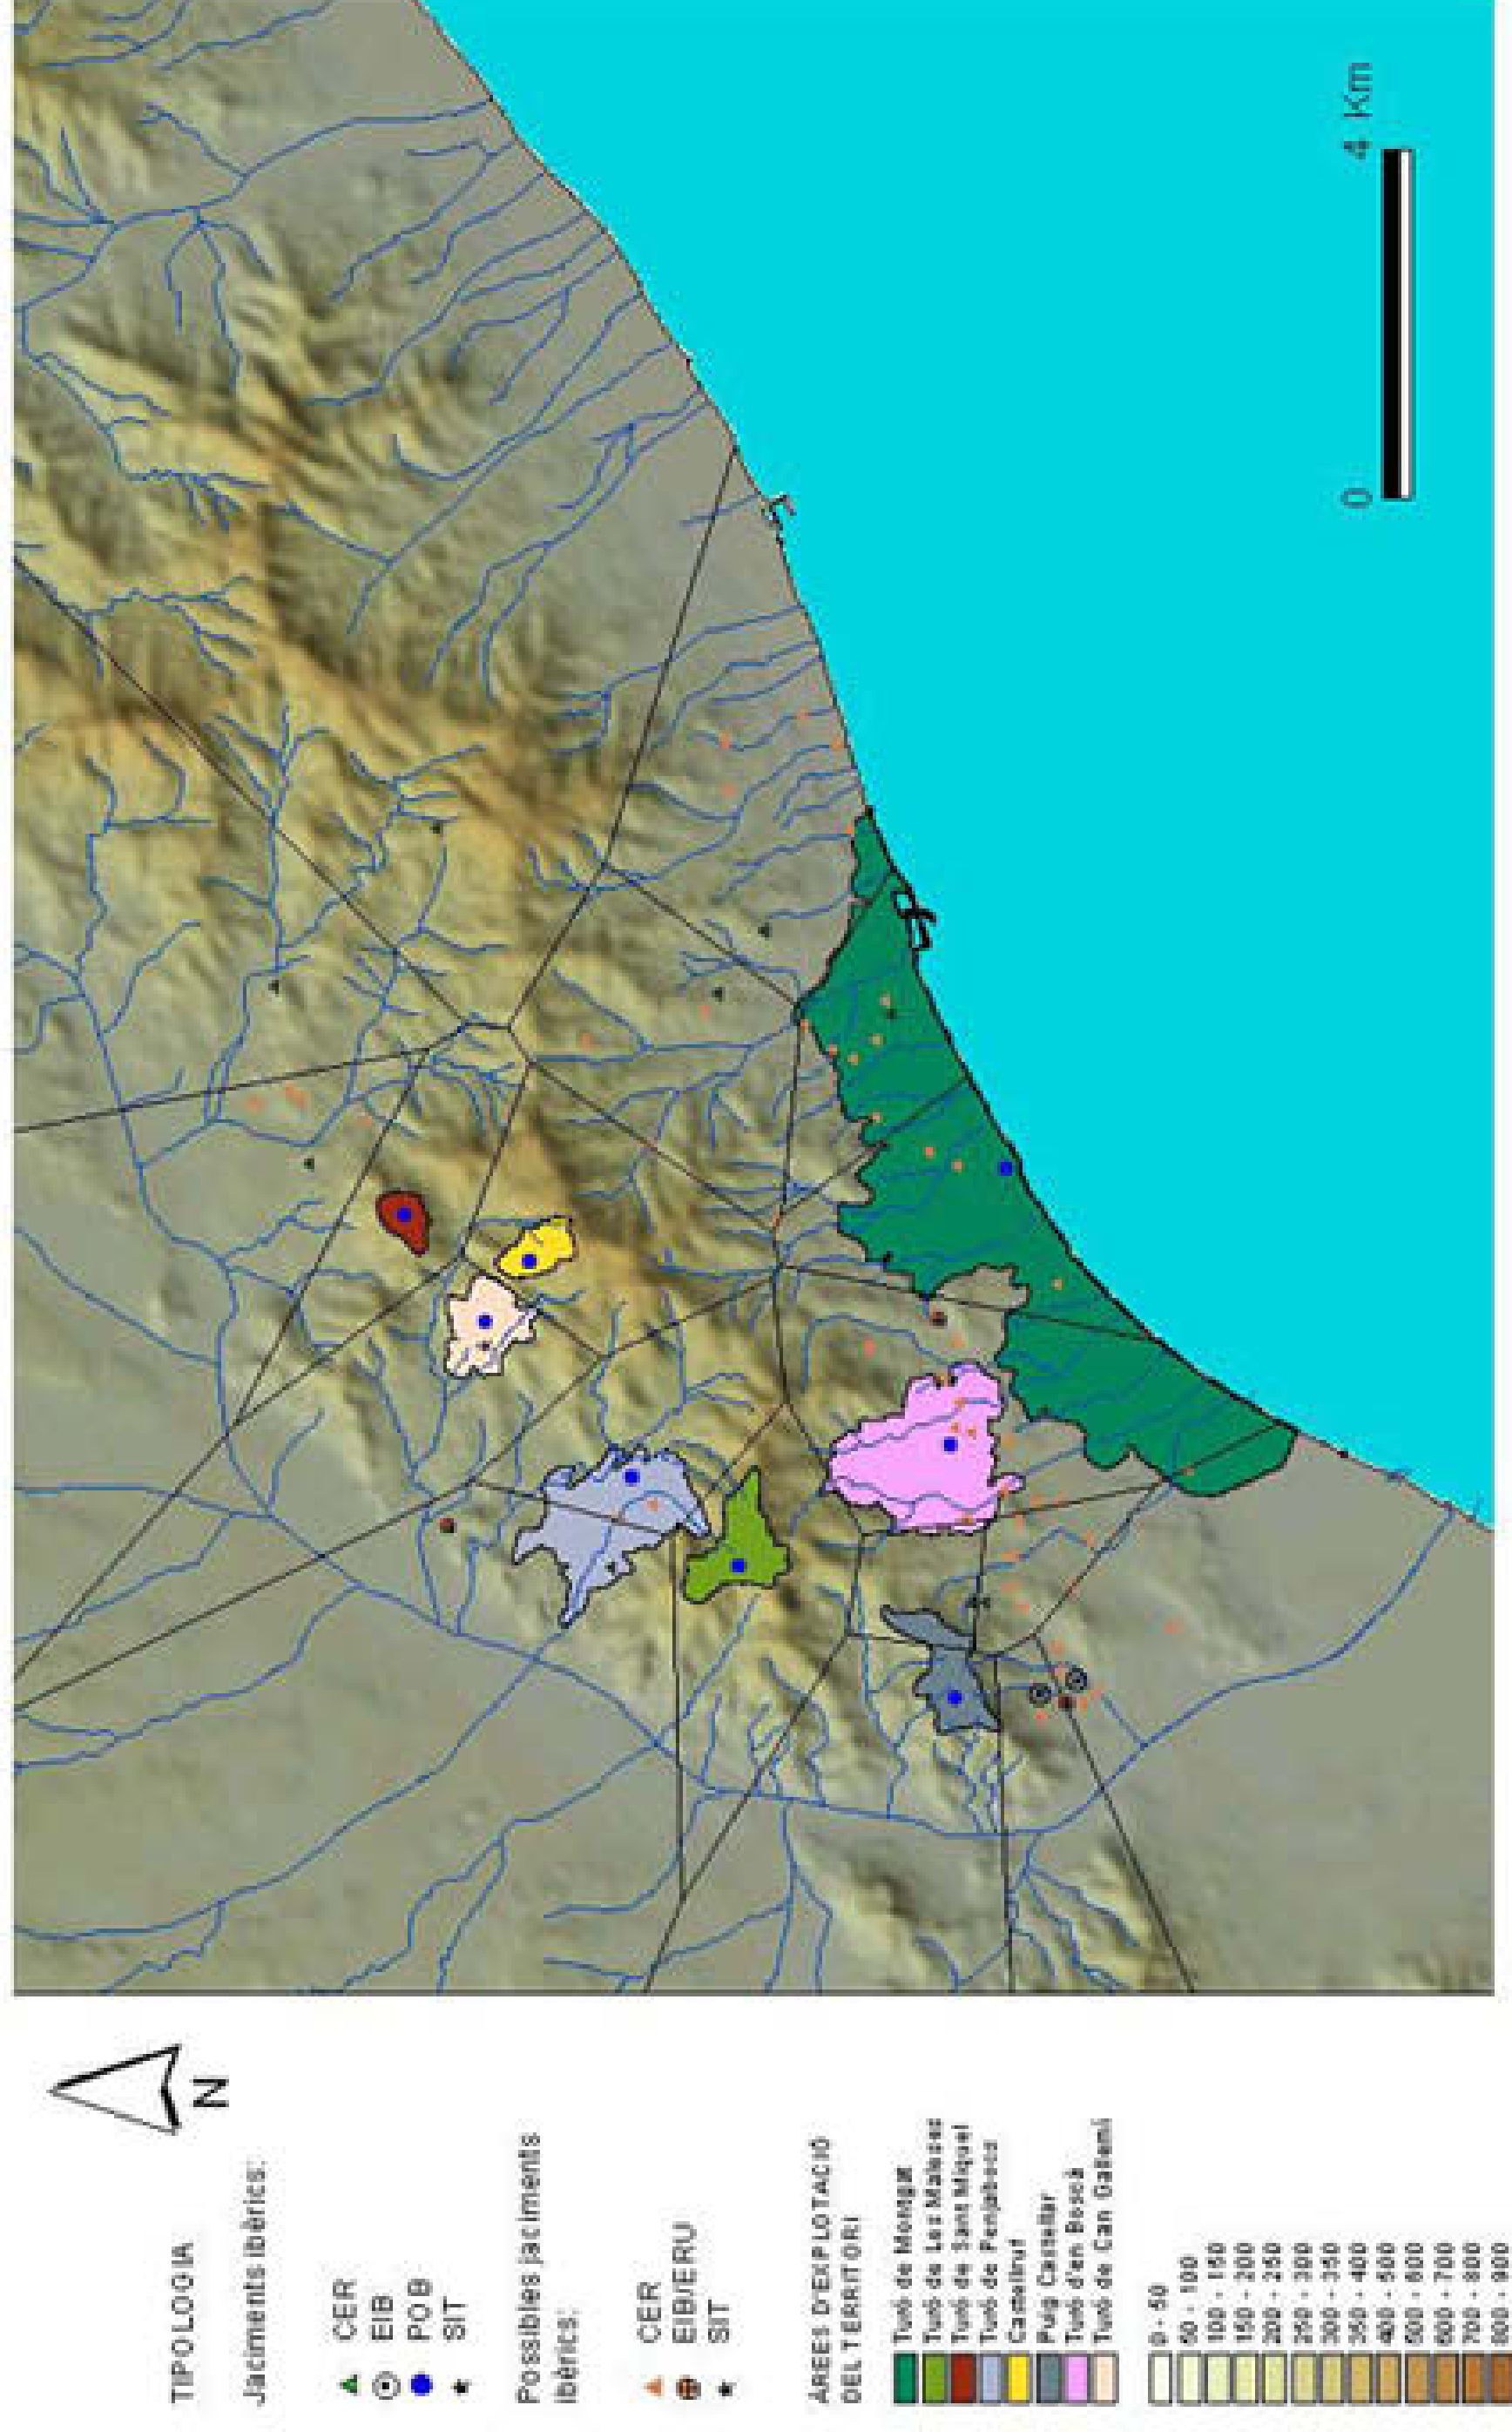 N
TIPOLOGIA
Jaciments ibèrics:
CER
EIB
POB
SIT
Possibles jaciments
ibèrics:
CER
EIB/ERU
SIT
ÀREES D'EXPLOTACIÓ
DEL TERRITORI
Turó de Montgat
Turó de Les Maleses
Turó de Sant Miquel
Turó de Penjabocs
Castellruf
Puig Castellar
Turó d'en Boscà
Turó de Can Gallemí
0 - 50
50 - 100
100 - 150
150 - 200
200 - 250
250 - 300
300 - 350
350 - 400
400 - 500
500 - 600
600 - 700
700 - 800
800 - 900
0 4 Km